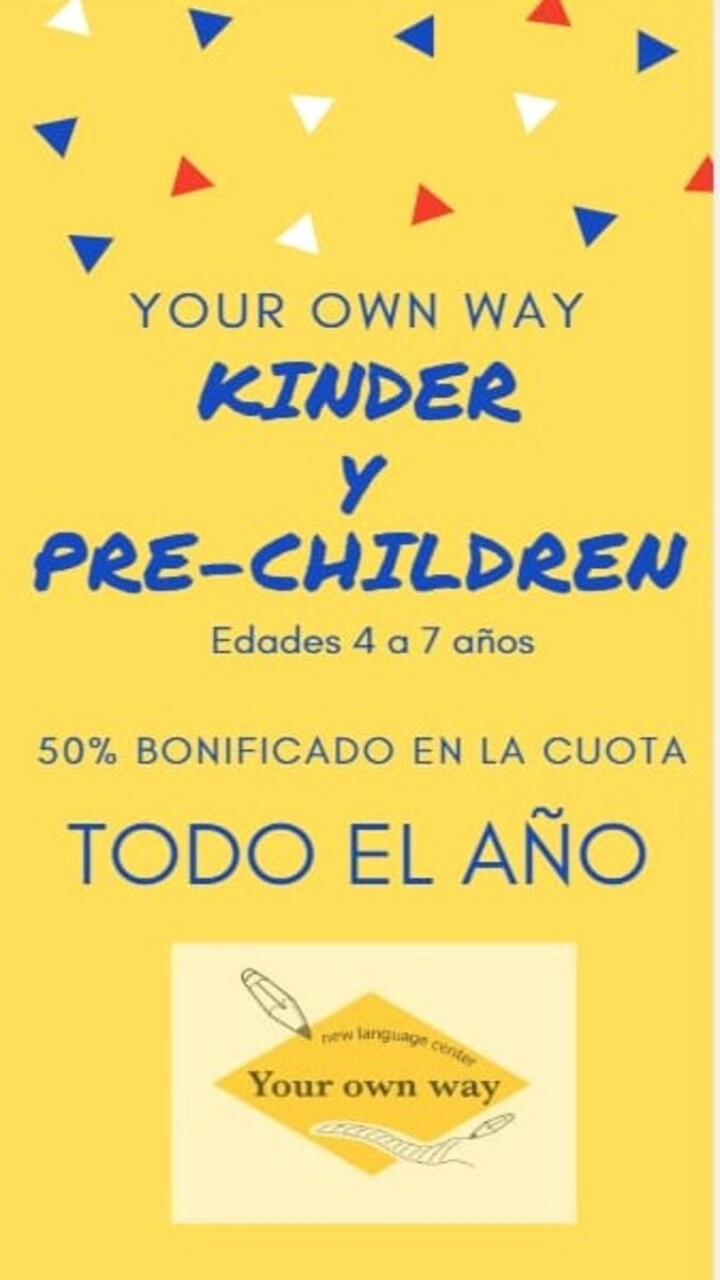 YOUR OWN WAY
KINDER
Y
PRE-CHILDREN
Edades 4 a 7 años
50% BONIFICADO EN LA CUOTA
TODO EL AÑO
new language center
Your own way